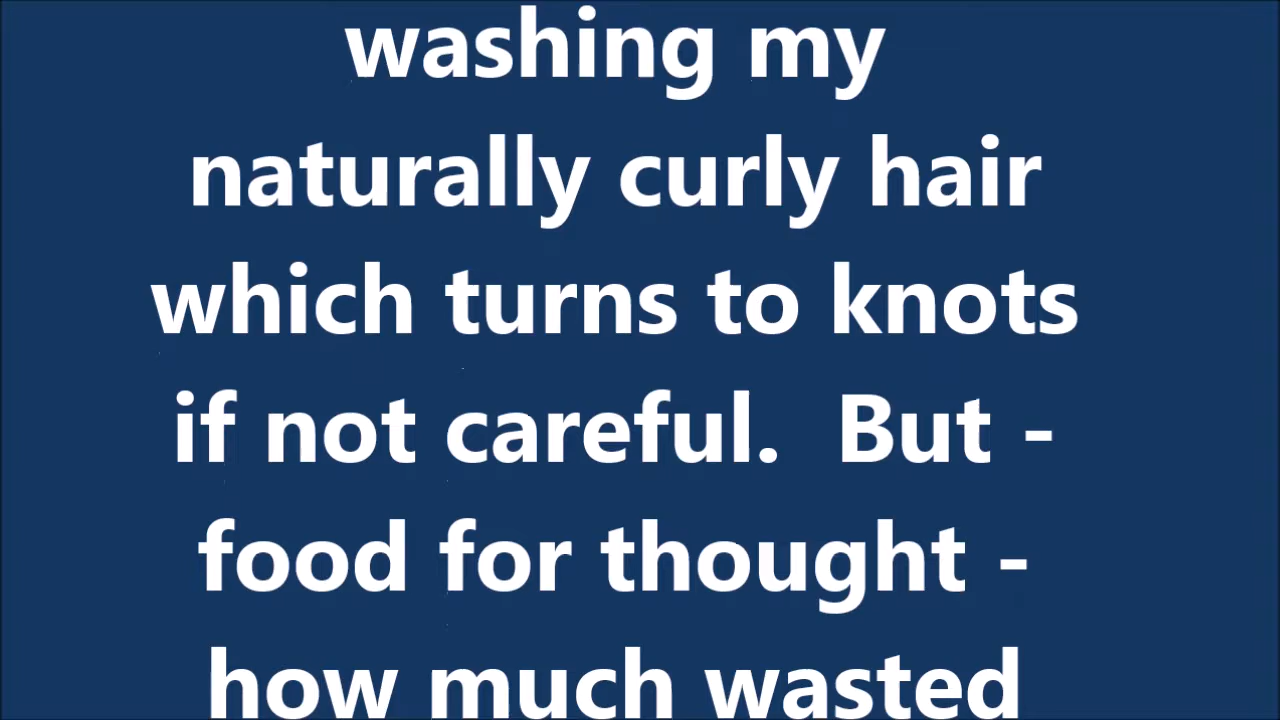 washing my
naturally curly hair
which turns to knots
if not careful.  But -
food for thought -
how much wasted